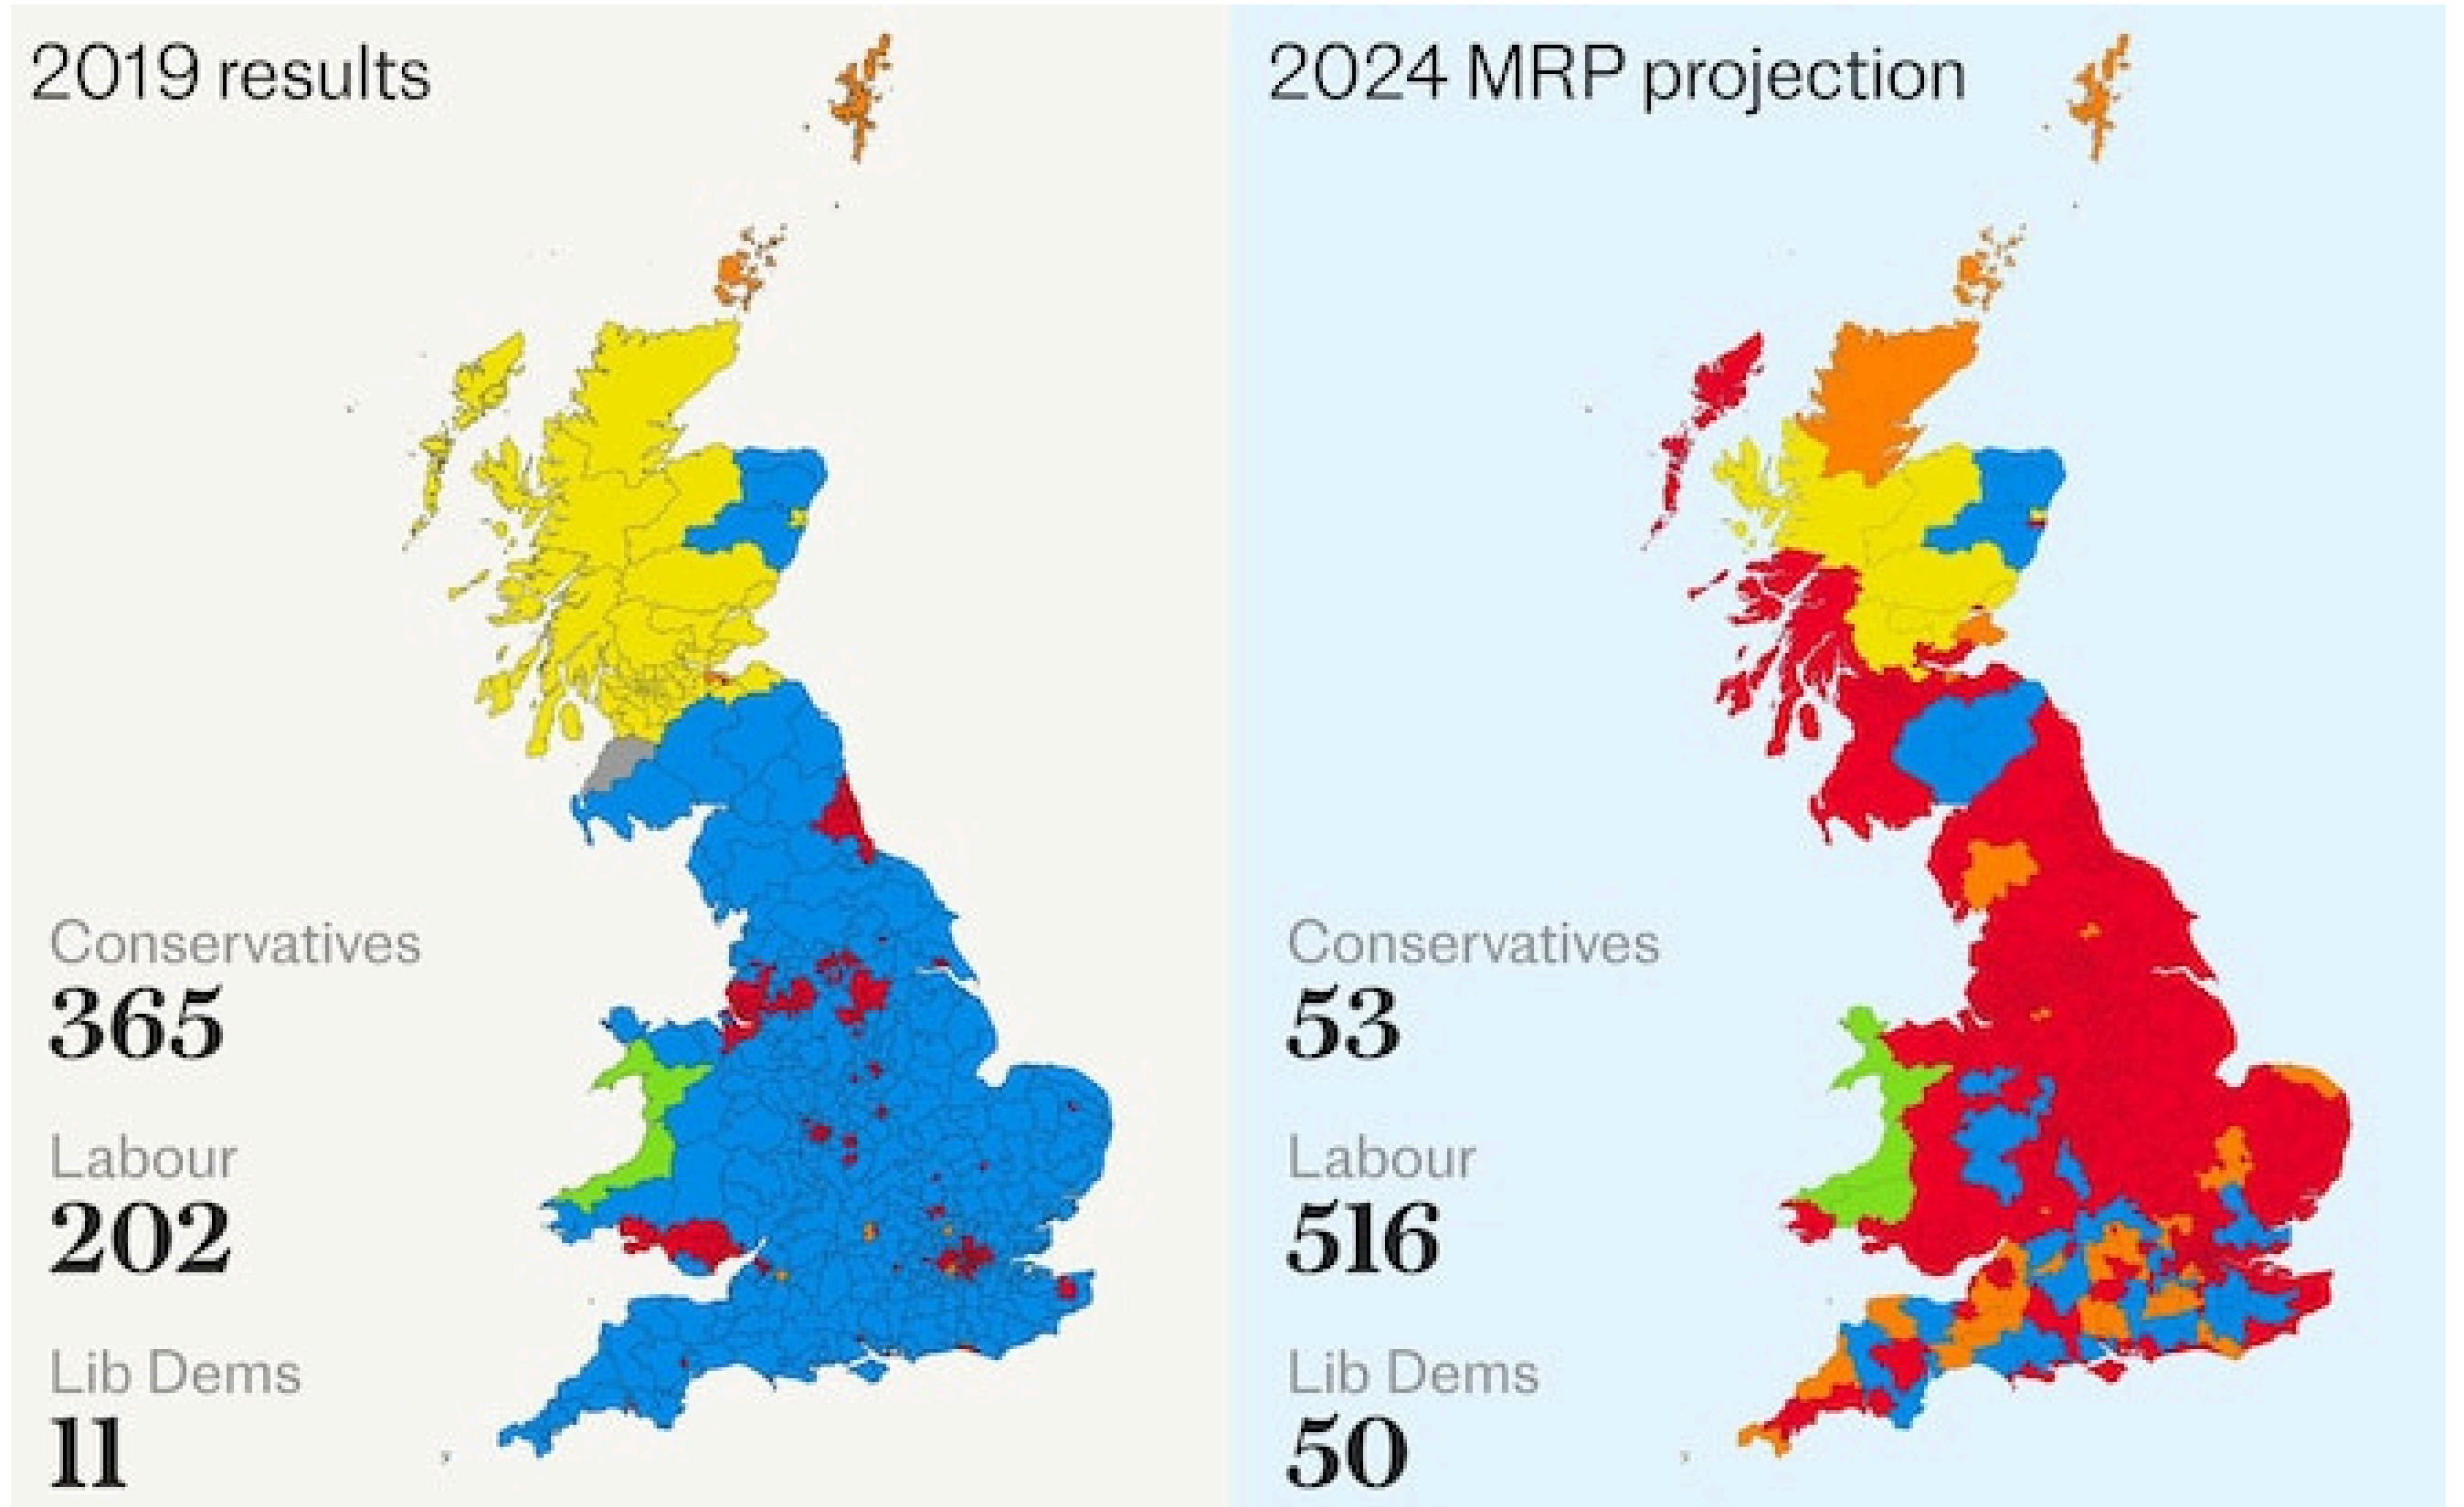 2019 results
Conservatives
365
Labour
202
Lib Dems
11
2024 MRP projection
Conservatives
53
Labour
516
Lib Dems
50